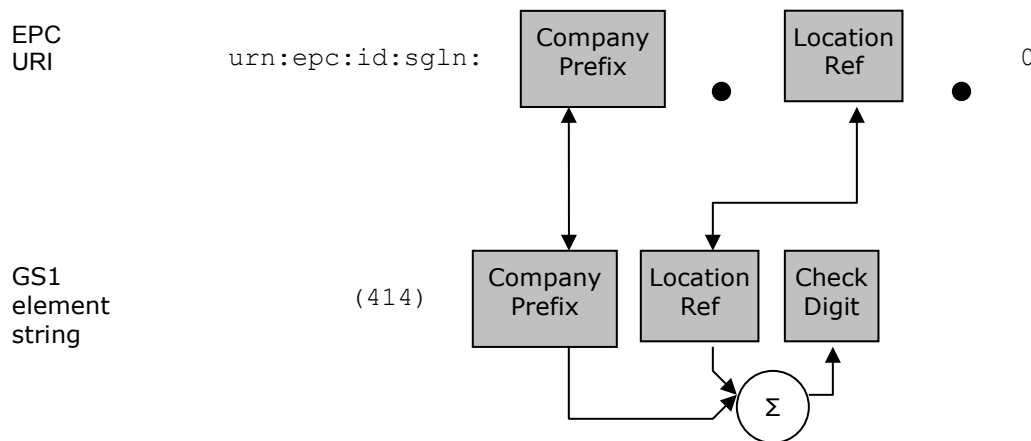 EPC
URI
urn:epc:id:sgln:
Company
Prefix
Location
Ref
0
GS1
element
string
(414)
Company
Prefix
Location
Ref
Check
Digit
Σ